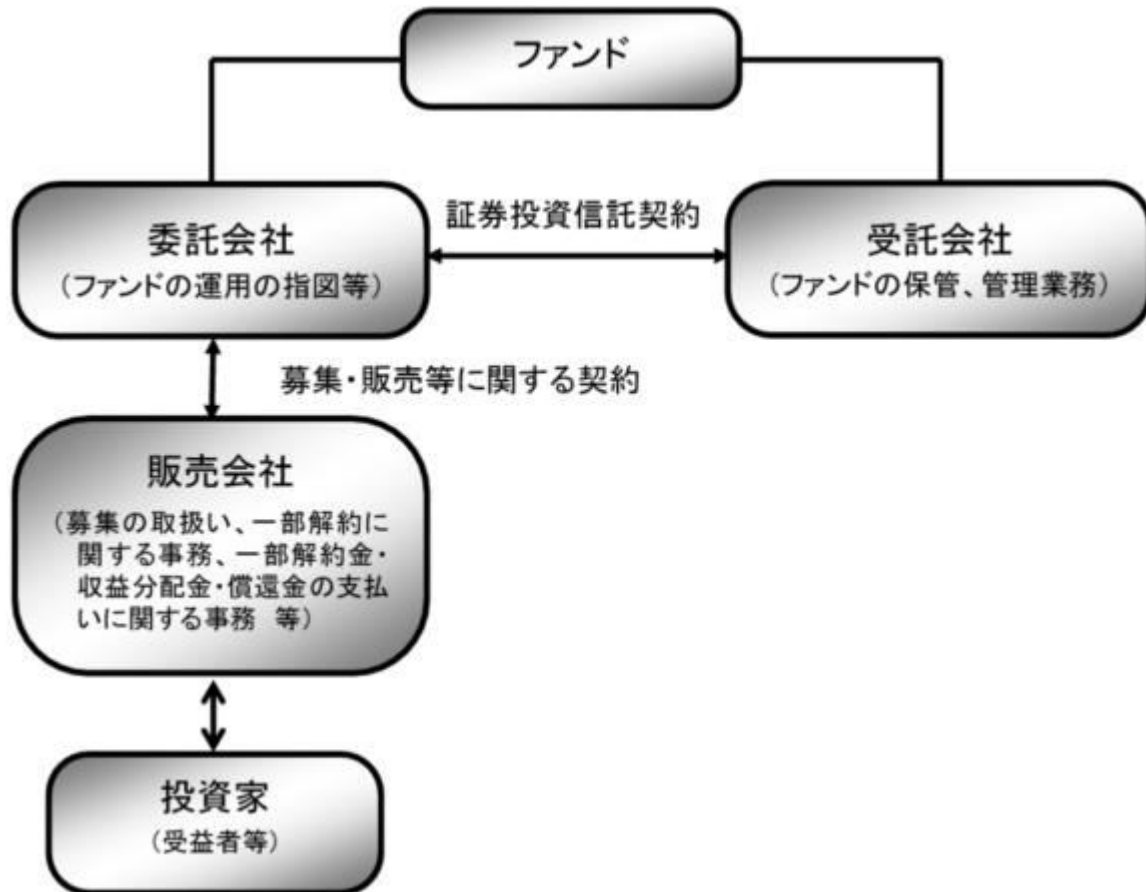 ファンド
委託会社
（ファンドの運用の指図等）
証券投資信託契約
受託会社
（ファンドの保管、管理業務）
募集・販売等に関する契約
販売会社
（募集の取扱い、一部解約に
関する事務、一部解約金・
収益分配金・償還金の支払
いに関する事務　等）
投資家
（受益者等）